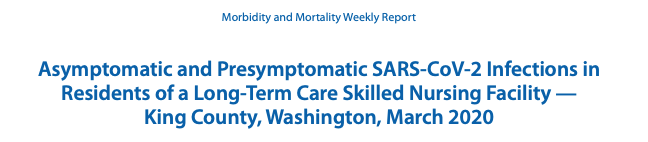 Morbidity and Mortality Weekly Report
Asymptomatic and Presymptomatic SARS-CoV-2 Infections in
Residents of a Long-Term Care Skilled Nursing Facility —
King County, Washington, March 2020